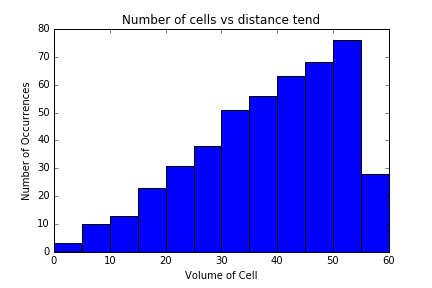 Number of cells vs distance tend
80
70
60
50
40
30
20
10
0
Number of Occurrences
0 10 20 30 40 50 60
Volume of Cell